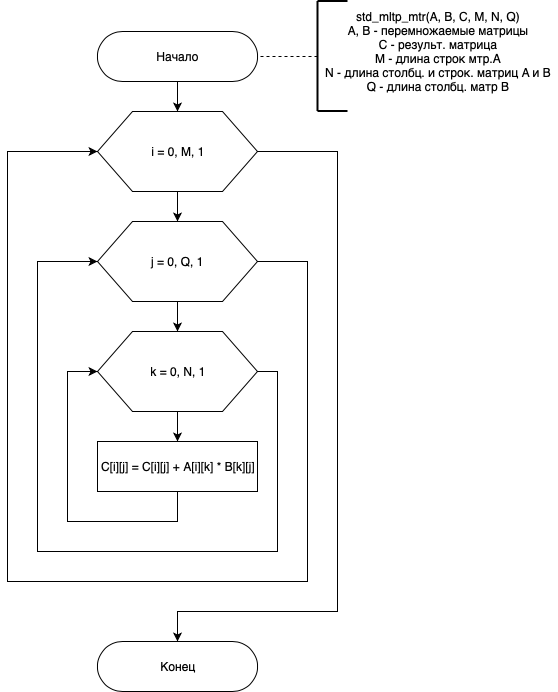 std_mltp_mtr(A, B, C, M, N, Q)
A, B - перемножаемые матрицы
C - результ. матрица
M - длина строк мтр.A
N - длина столбц. и строк. матриц A и B
Q - длина столбц. матр B
Начало
i = 0, M, 1
j = 0, Q, 1
k = 0, N, 1
C[i][j] = C[i][j] + A[i][k] * B[k][j]
Конец